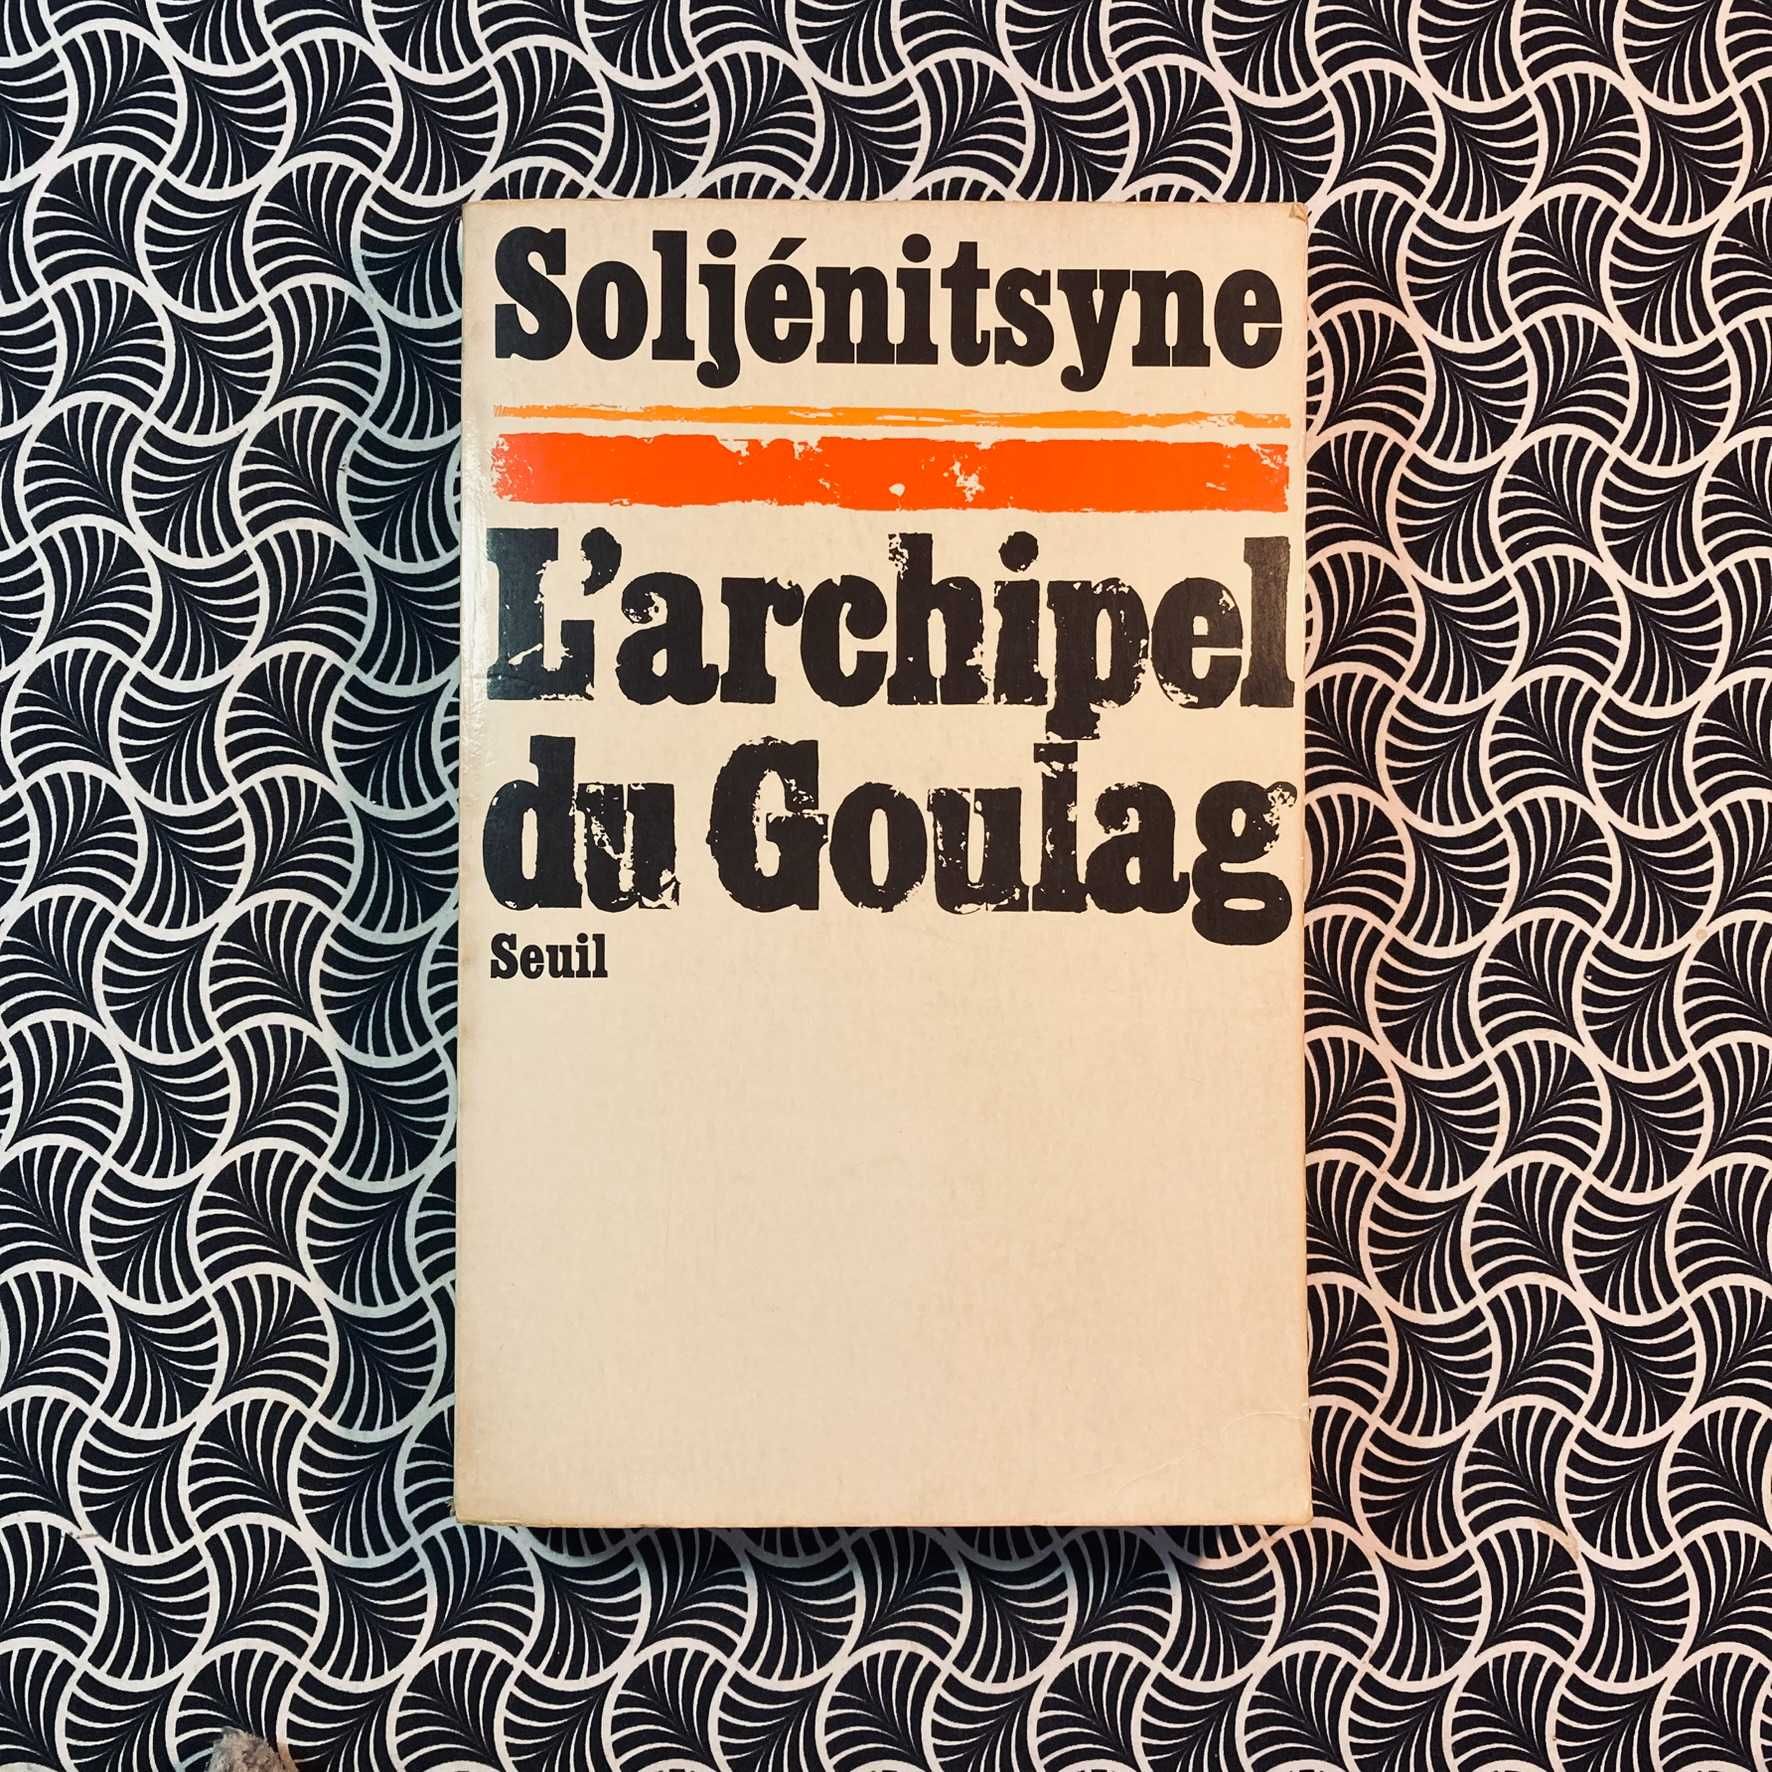 Soljénitsyne
L'archipel
du Goulag
Seuil